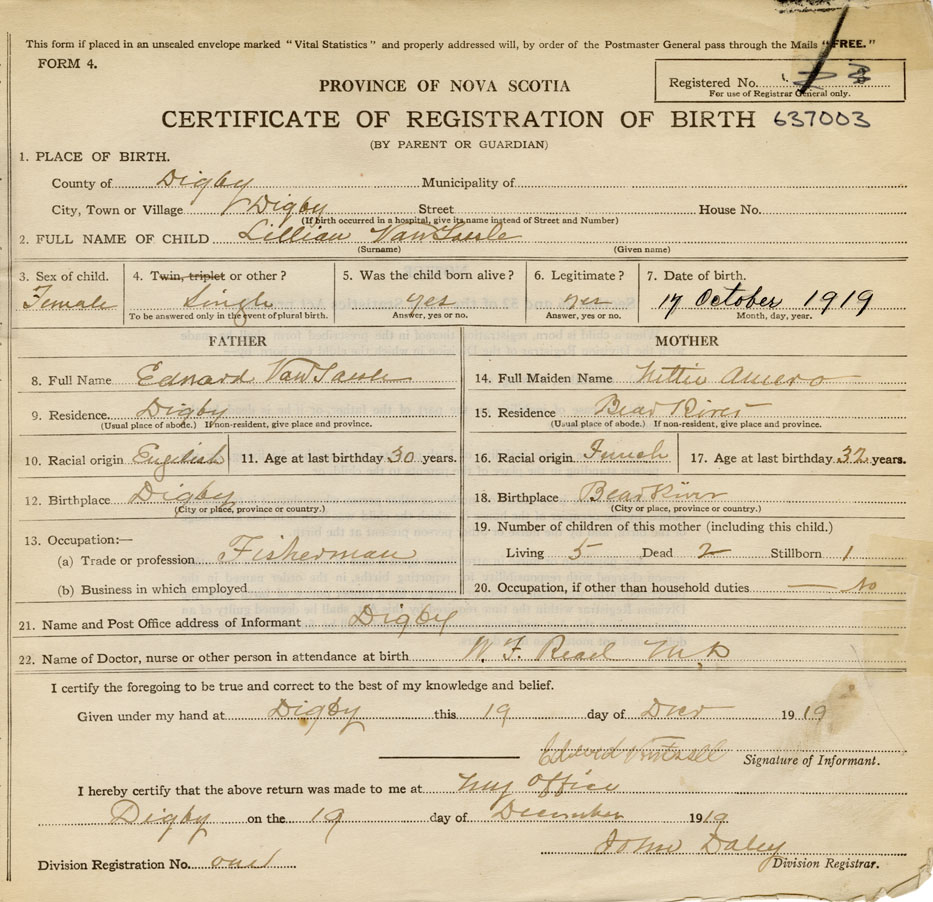 This form if placed in an unsealed envelope marked "Vital Statistics" and properly addressed will, by order of the Postmaster General pass through the Mails "FREE."
FORM 4.
PROVINCE OF NOVA SCOTIA
Registered No.
For use of Registrar General only.
CERTIFICATE OF REGISTRATION OF BIRTH 637003
(BY PARENT OR GUARDIAN)
1. PLACE OF BIRTH.
County of Digby Municipality of
City, Town or Village Digby Street House No.
(If birth occurred in a hospital, give its name instead of Street and Number)
2. FULL NAME OF CHILD Lillian
(Surname) (Given name)
3. Sex of child. 4. Twin, triplet or other? 5. Was the child born alive? 6. Legitimate? 7. Date of birth.
Female Single yes yes 17 October 1919
To be answered only in the event of plural birth. Answer, yes or no. Answer, yes or no. Month, day, year.
FATHER MOTHER
8. Full Name Edward 14. Full Maiden Name Nettie Amero
9. Residence Digby 15. Residence Bear River
(Usual place of abode.) If non-resident, give place and province. (Usual place of abode.) If non-resident, give place and province.
10. Racial origin English 11. Age at last birthday 30 years. 16. Racial origin French 17. Age at last birthday 32 years.
12. Birthplace Digby 18. Birthplace Bear River
(City or place, province or country.) (City or place, province or country.)
19. Number of children of this mother (including this child.)
13. Occupation:—
(a) Trade or profession Fisherman Living 5 Dead 2 Stillborn 1
(b) Business in which employed 20. Occupation, if other than household duties — No
21. Name and Post Office address of Informant Digby
22. Name of Doctor, nurse or other person in attendance at birth W. F. Read M.D
I certify the foregoing to be true and correct to the best of my knowledge and belief.
Given under my hand at Digby this 19 day of Dec 1919
Edward Signature of Informant.
I hereby certify that the above return was made to me at my office
Digby on the 19 day of December 1919
John Daley
Division Registration No. Division Registrar.